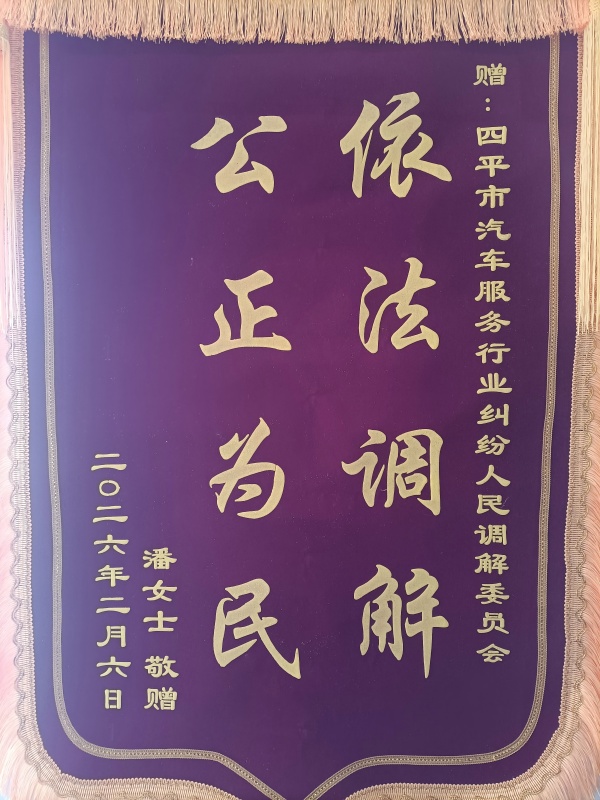 赠：四平市汽车服务行业纠纷人民调解委员会
依法调解
公正为民
潘女士 敬赠
二〇二六年二月六日